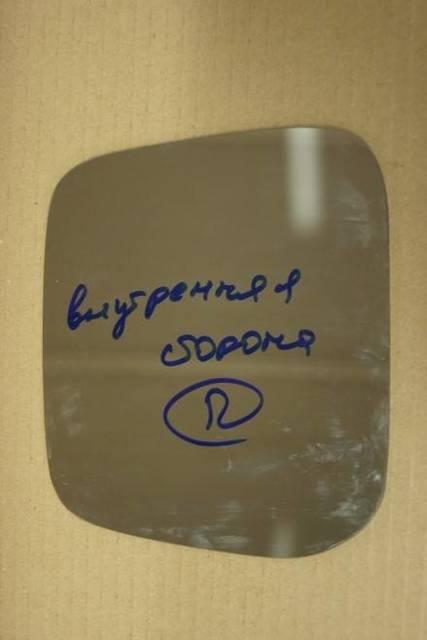 внутренняя
сторона
П